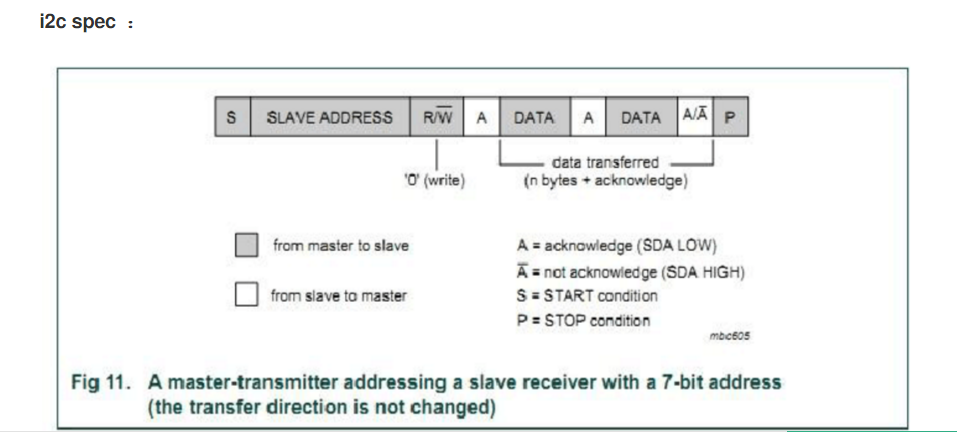 i2c spec ：
S SLAVE ADDRESS R/W̅ A DATA A DATA A/A̅ P
data transferred
'0' (write) (n bytes + acknowledge)
from master to slave
from slave to master
A = acknowledge (SDA LOW)
A̅ = not acknowledge (SDA HIGH)
S = START condition
P = STOP condition
mbc605
Fig 11. A master-transmitter addressing a slave receiver with a 7-bit address
(the transfer direction is not changed)